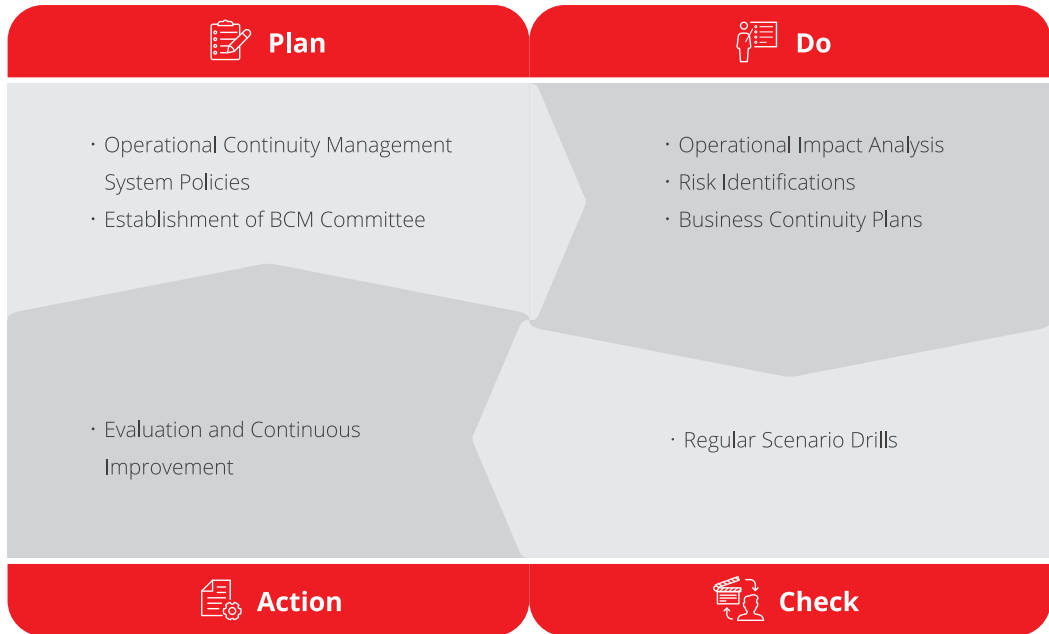 Plan
Do
· Operational Continuity Management
System Policies
· Establishment of BCM Committee
· Operational Impact Analysis
· Risk Identifications
· Business Continuity Plans
· Evaluation and Continuous
Improvement
· Regular Scenario Drills
Action
Check